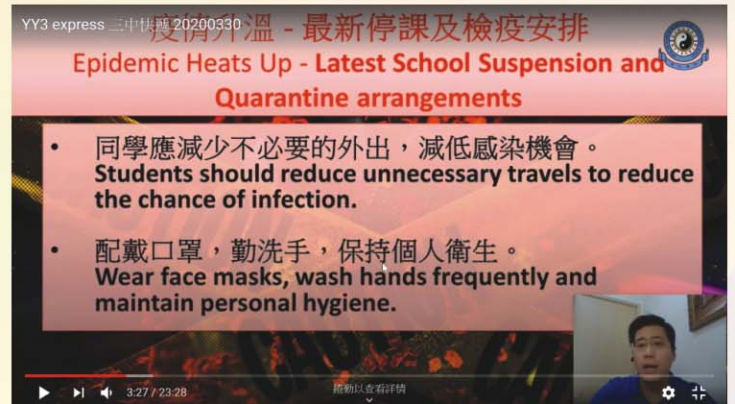 YY3 express 三中快遞 20200330
疫情升溫 - 最新停課及檢疫安排
Epidemic Heats Up - Latest School Suspension and
Quarantine arrangements
• 同學應減少不必要的外出，減低感染機會。
Students should reduce unnecessary travels to reduce
the chance of infection.
• 配戴口罩，勤洗手，保持個人衛生。
Wear face masks, wash hands frequently and
maintain personal hygiene.
3:27 / 23:28
捲動以查看詳情